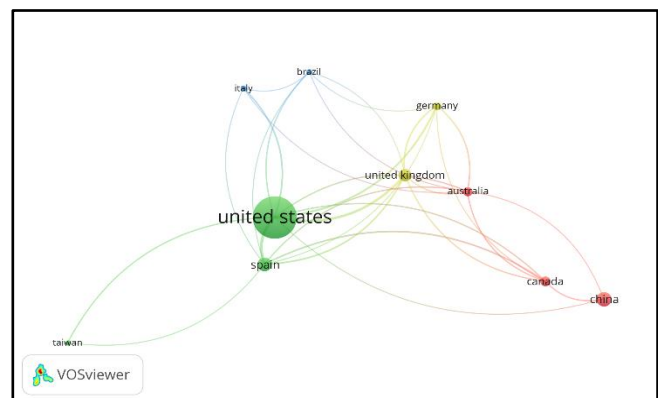 brazil
italy
germany
united kingdom
australia
united states
spain
canada
china
taiwan
VOSviewer